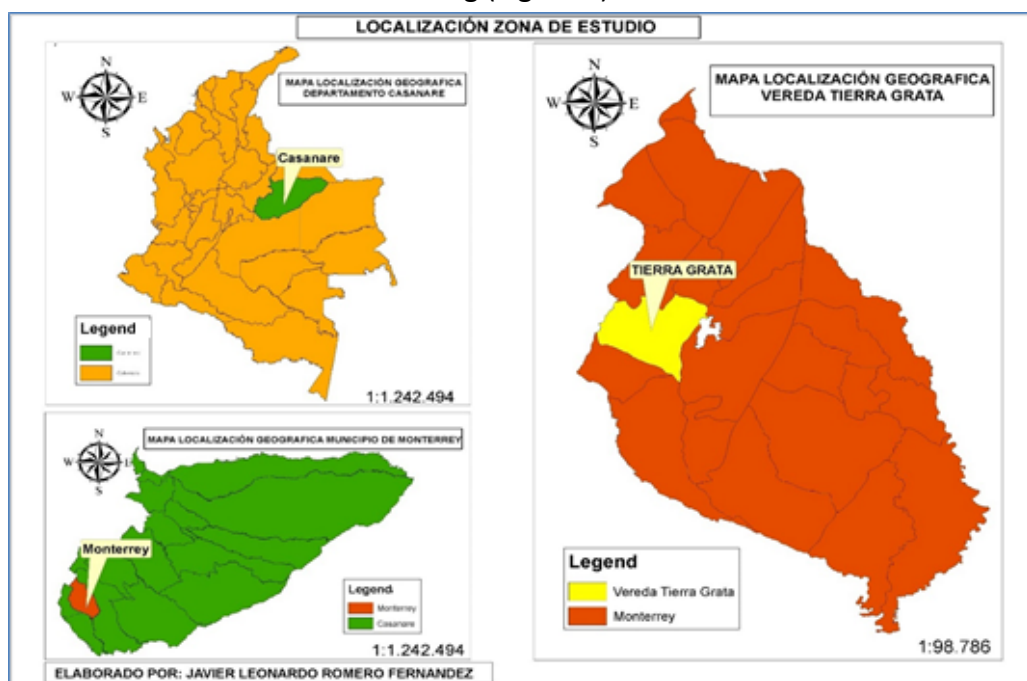 LOCALIZACIÓN ZONA DE ESTUDIO
MAPA LOCALIZACIÓN GEOGRAFICA
DEPARTAMENTO CASANARE
N
W
E
S
Casanare
Legend
1:1.242.494
MAPA LOCALIZACIÓN GEOGRAFICA MUNICIPIO DE MONTERREY
N
W
E
S
Monterrey
Legend
Monterrey
Casanare
1:1.242.494
ELABORADO POR: JAVIER LEONARDO ROMERO FERNANDEZ
MAPA LOCALIZACIÓN GEOGRAFICA
VEREDA TIERRA GRATA
N
W
E
S
TIERRA GRATA
Legend
Vereda Tierra Grata
Monterrey
1:98.786